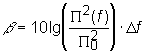 β = 10lg(Π²(f)/Π₀²) · Δf